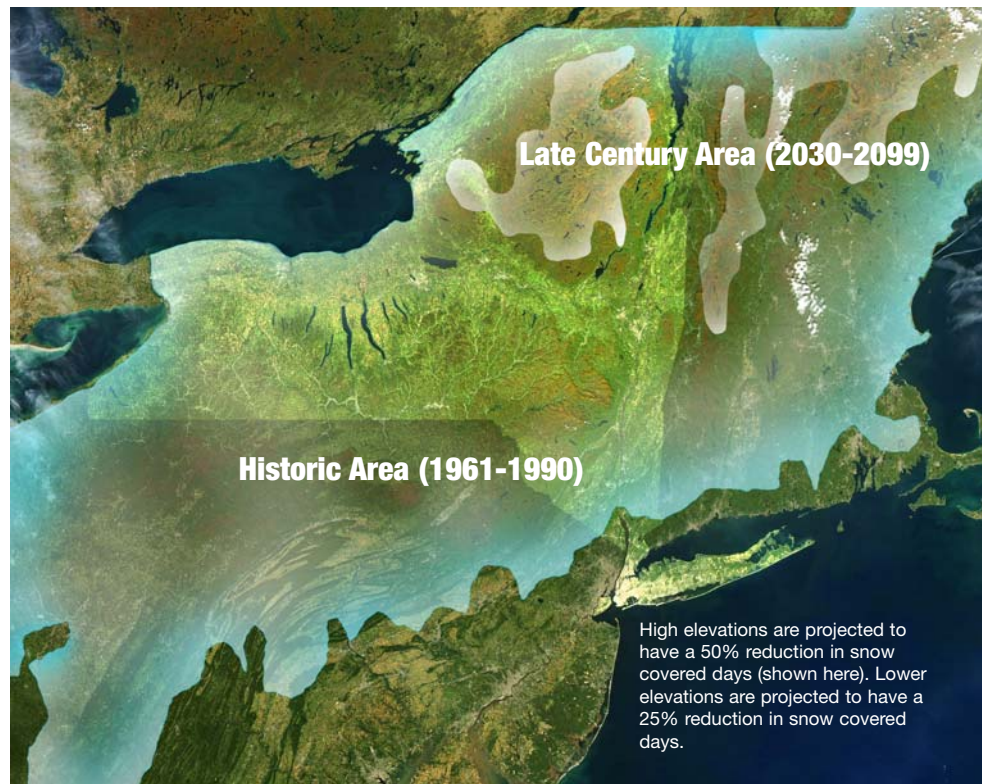 Late Century Area (2030-2099)
Historic Area (1961-1990)
High elevations are projected to
have a 50% reduction in snow
covered days (shown here). Lower
elevations are projected to have a
25% reduction in snow covered
days.